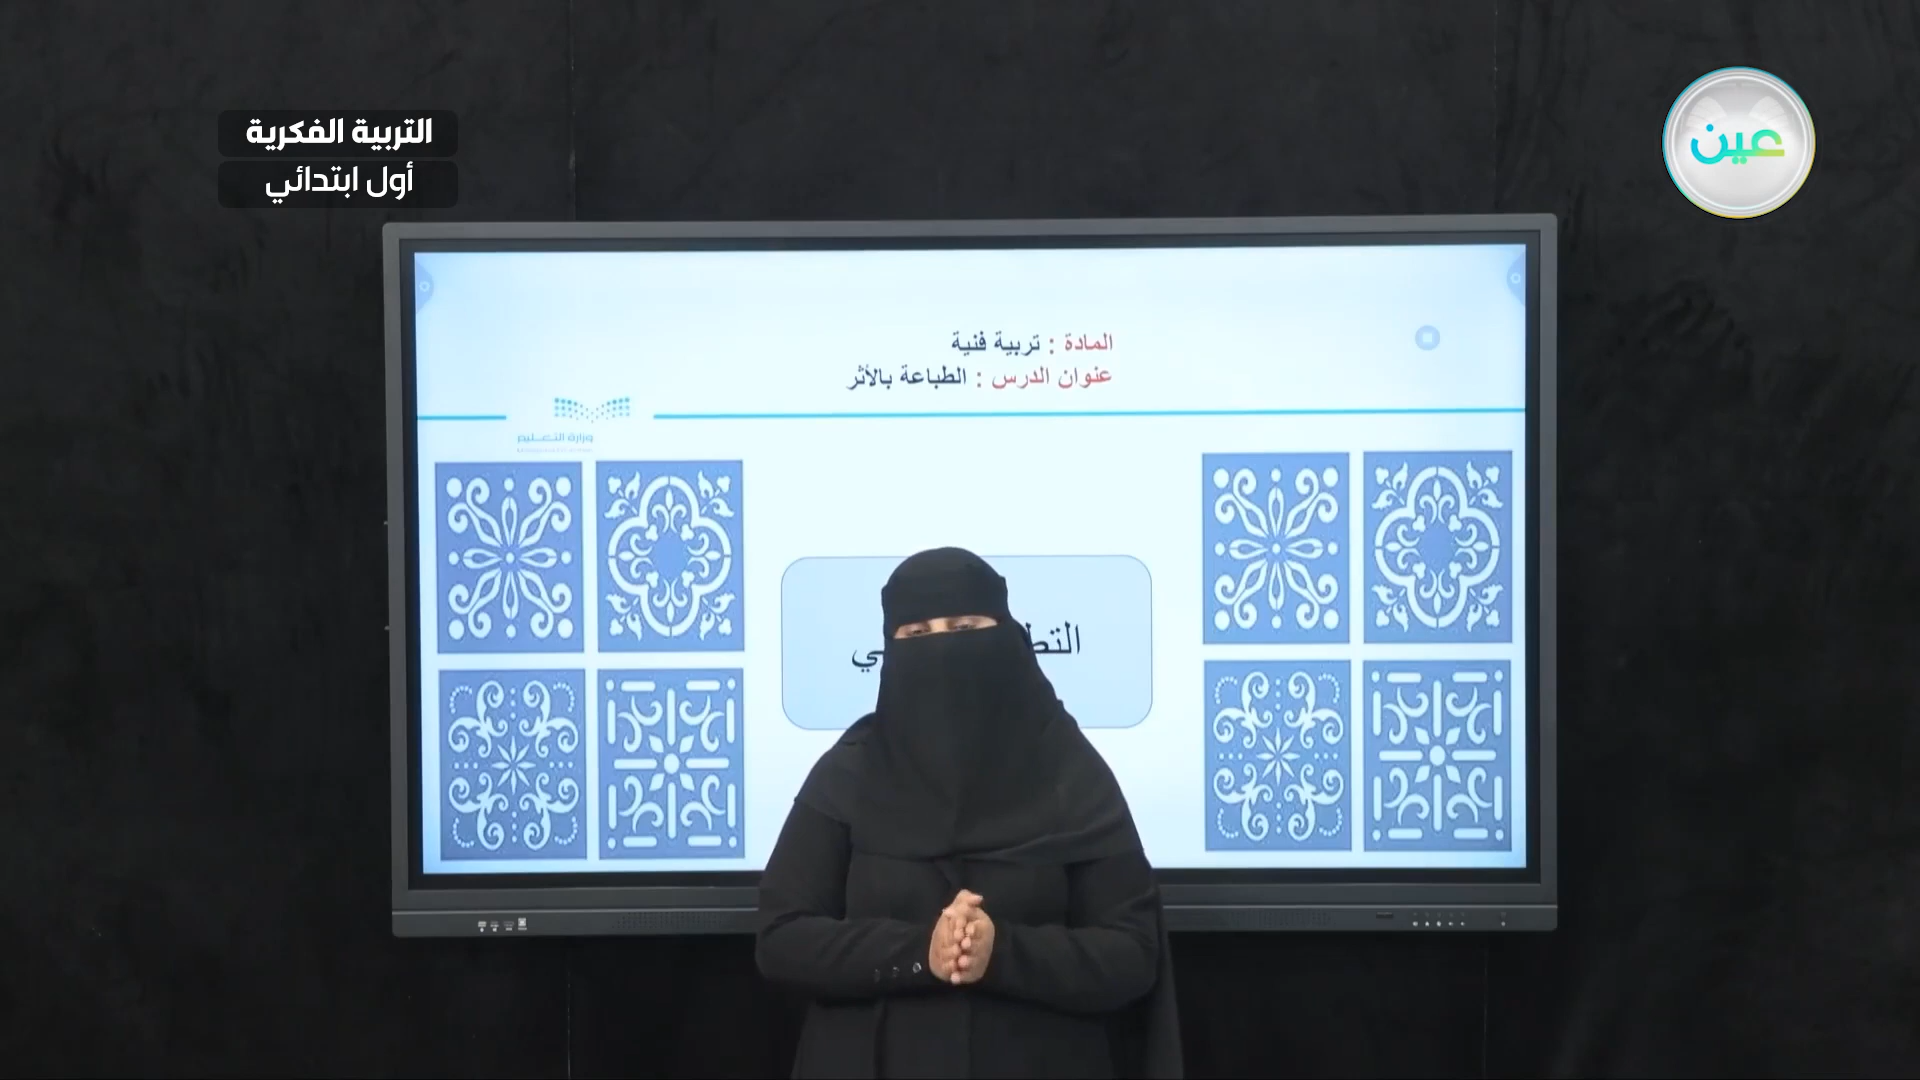 التربية الفكرية
أول ابتدائي
عين
المادة : تربية فنية
عنوان الدرس : الطباعة بالأثر
وزارة التعليم